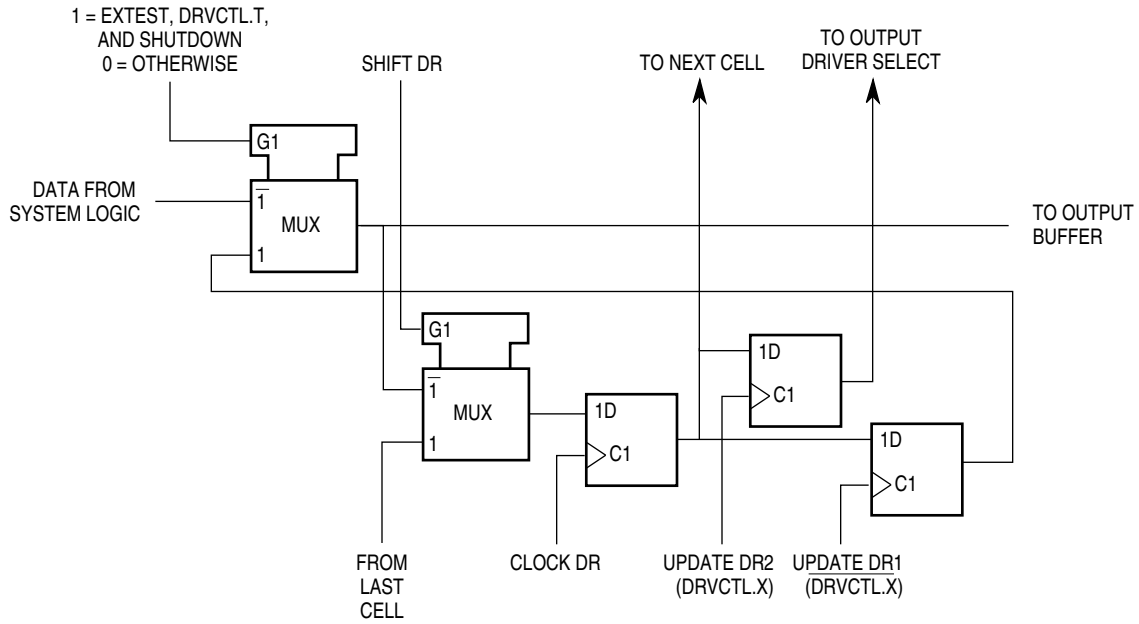 1 = EXTEST, DRVCTL.T,
AND SHUTDOWN
0 = OTHERWISE
SHIFT DR
TO NEXT CELL
TO OUTPUT
DRIVER SELECT
G1
DATA FROM
SYSTEM LOGIC
1
MUX
1
TO OUTPUT
BUFFER
G1
1
MUX
1
1D
C1
1D
C1
1D
C1
FROM
LAST
CELL
CLOCK DR
UPDATE DR2
(DRVCTL.X)
UPDATE DR1
(DRVCTL.X)